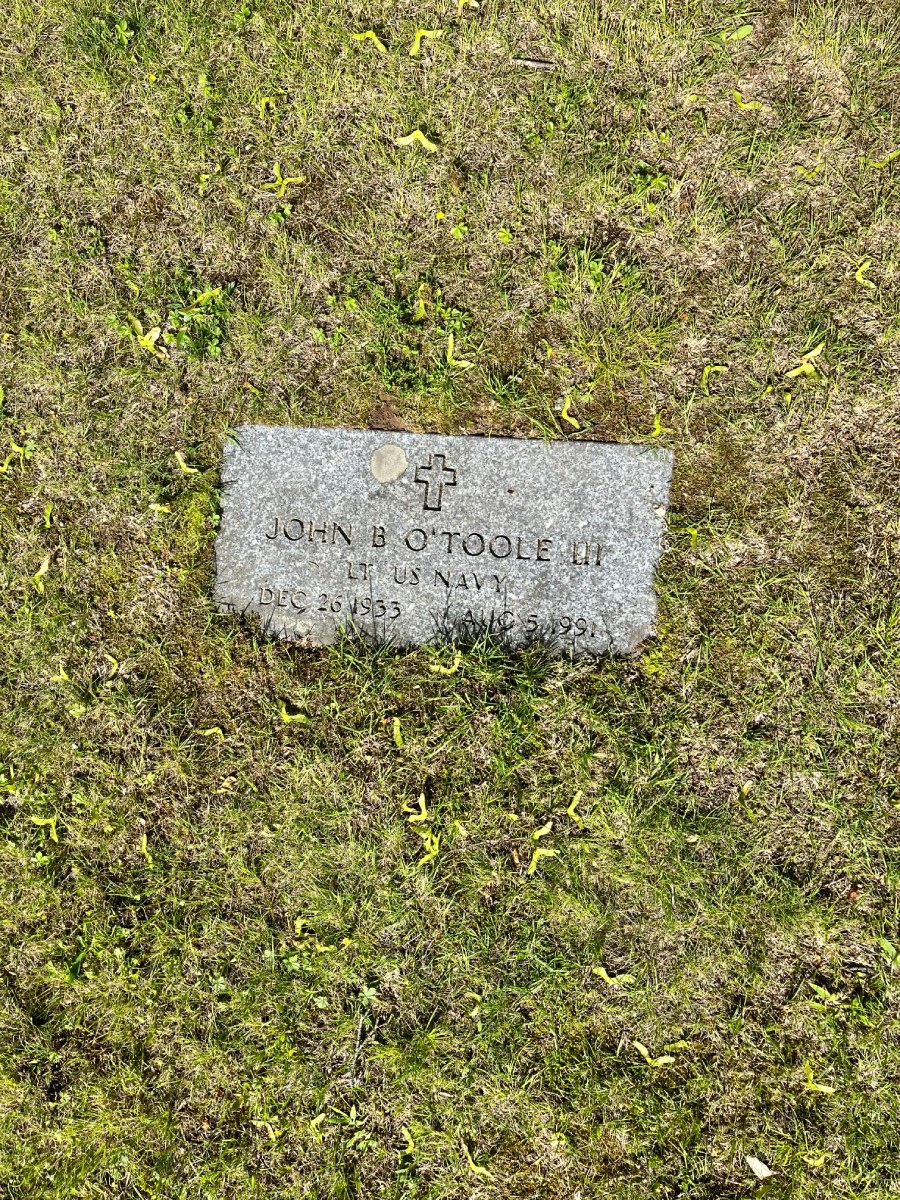 JOHN B O'TOOLE III
LT US NAVY
DEC 26 1933 AUG 5 1991